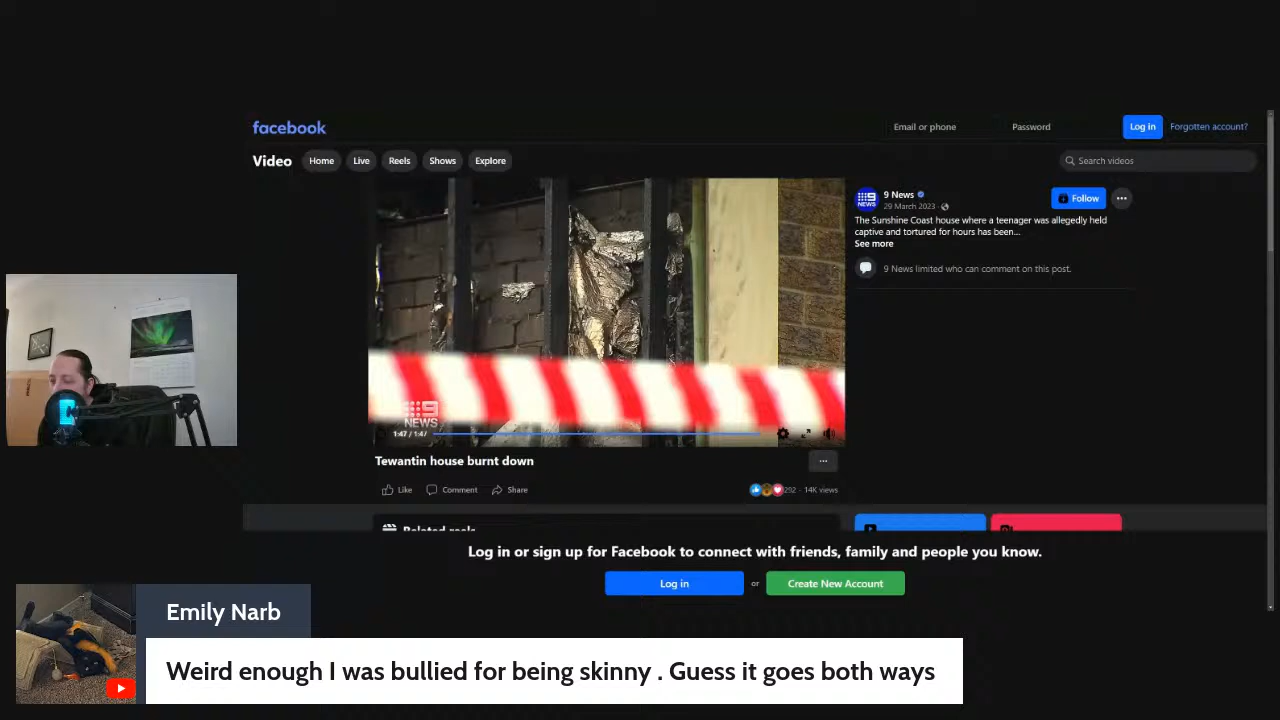 facebook
Email or phone
Password
Log in
Forgotten account?
Video
Home
Live
Reels
Shows
Explore
Search videos
9 News
29 March 2023 ·
Follow
The Sunshine Coast house where a teenager was allegedly held
captive and tortured for hours has been...
See more
9 News limited who can comment on this post.
9
NEWS
1:47 / 1:47
Tewantin house burnt down
Like
Comment
Share
292 · 14K views
Related reels
Log in or sign up for Facebook to connect with friends, family and people you know.
Log in
or
Create New Account
Emily Narb
Weird enough I was bullied for being skinny . Guess it goes both ways